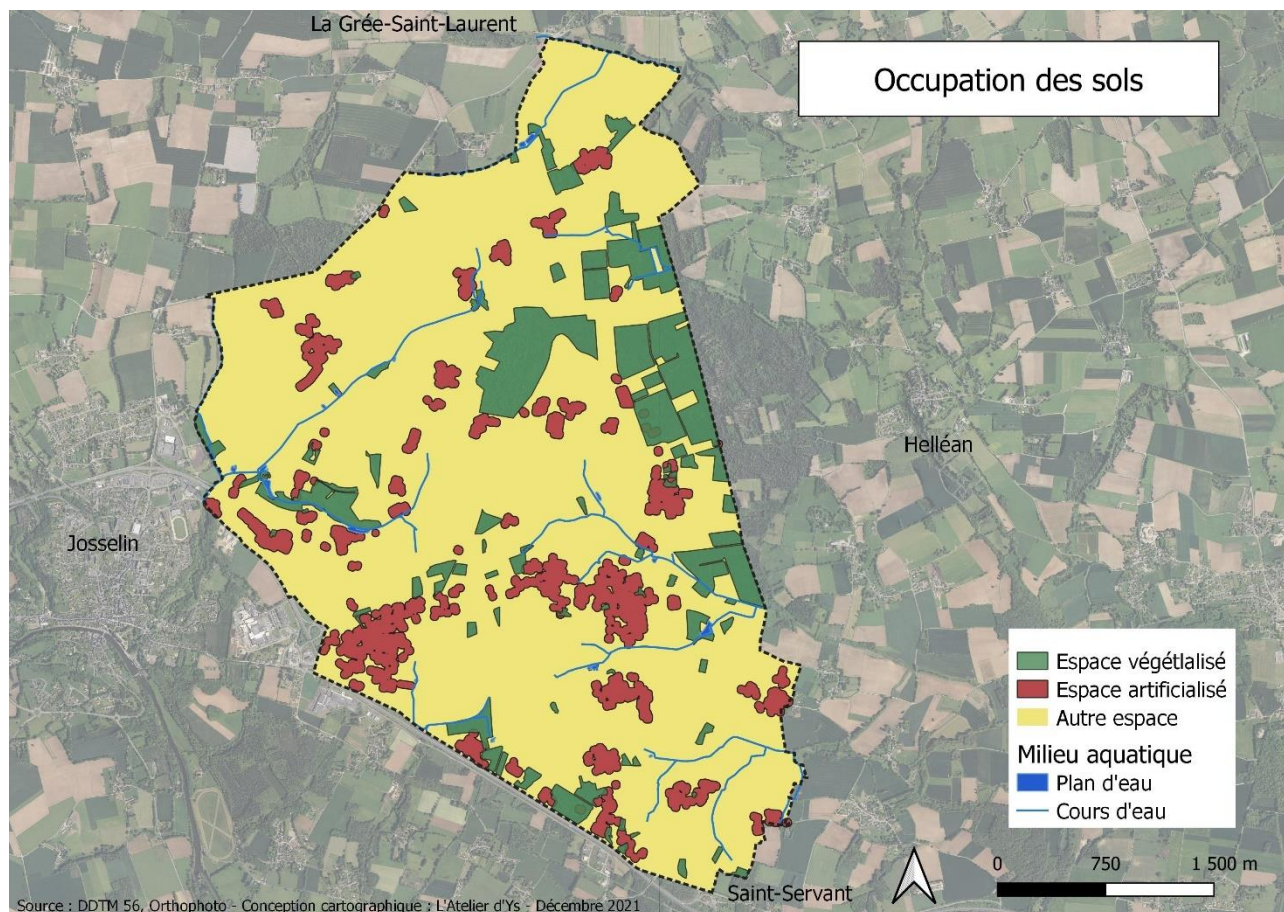 La Grée-Saint-Laurent
Occupation des sols
Helléan
Josselin
Espace végétlalisé
Espace artificialisé
Autre espace
Milieu aquatique
Plan d'eau
Cours d'eau
0 750 1 500 m
Saint-Servant
Source : DDTM 56, Orthophoto - Conception cartographique : L'Atelier d'Ys - Décembre 2021